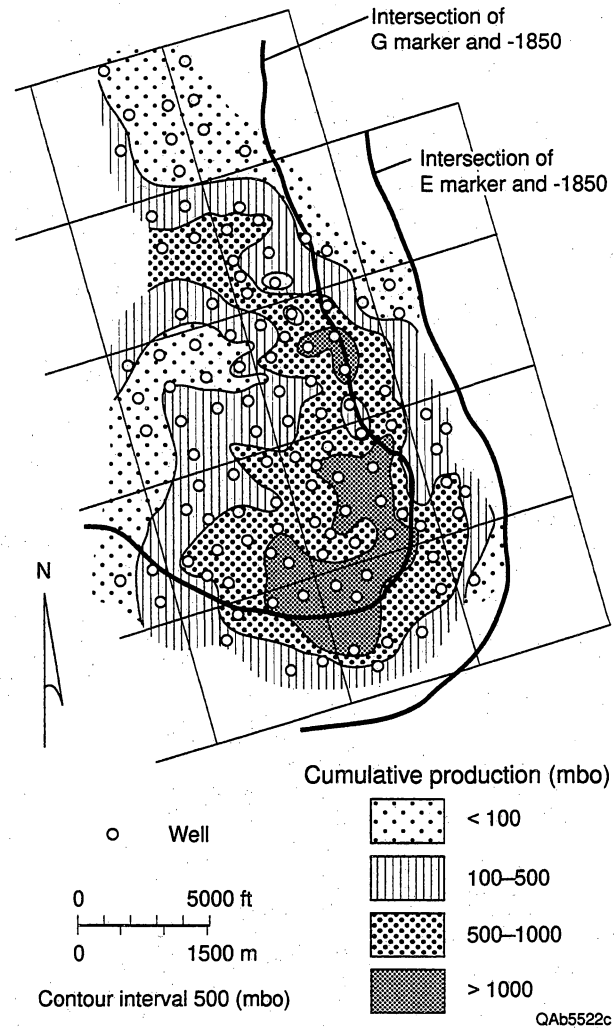 Intersection of
G marker and -1850
Intersection of
E marker and -1850
N
Cumulative production (mbo)
< 100
100–500
500–1000
> 1000
Well
0 5000 ft
0 1500 m
Contour interval 500 (mbo)
QAb5522c